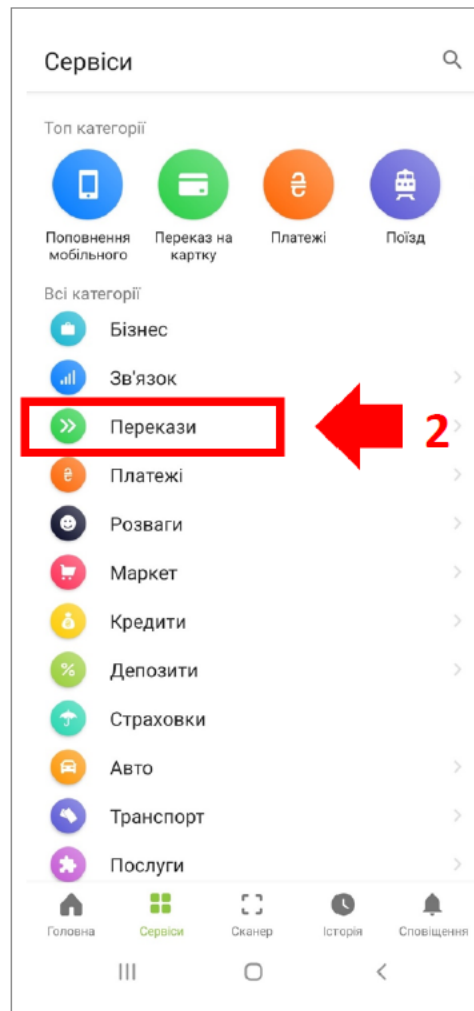 Сервіси
Топ категорії
Поповнення мобільного
Переказ на картку
Платежі
Поїзд
Всі категорії
Бізнес
Зв'язок
Перекази
2
Платежі
Розваги
Маркет
Кредити
Депозити
Страховки
Авто
Транспорт
Послуги
Головна Сервіси Сканер Історія Сповіщення